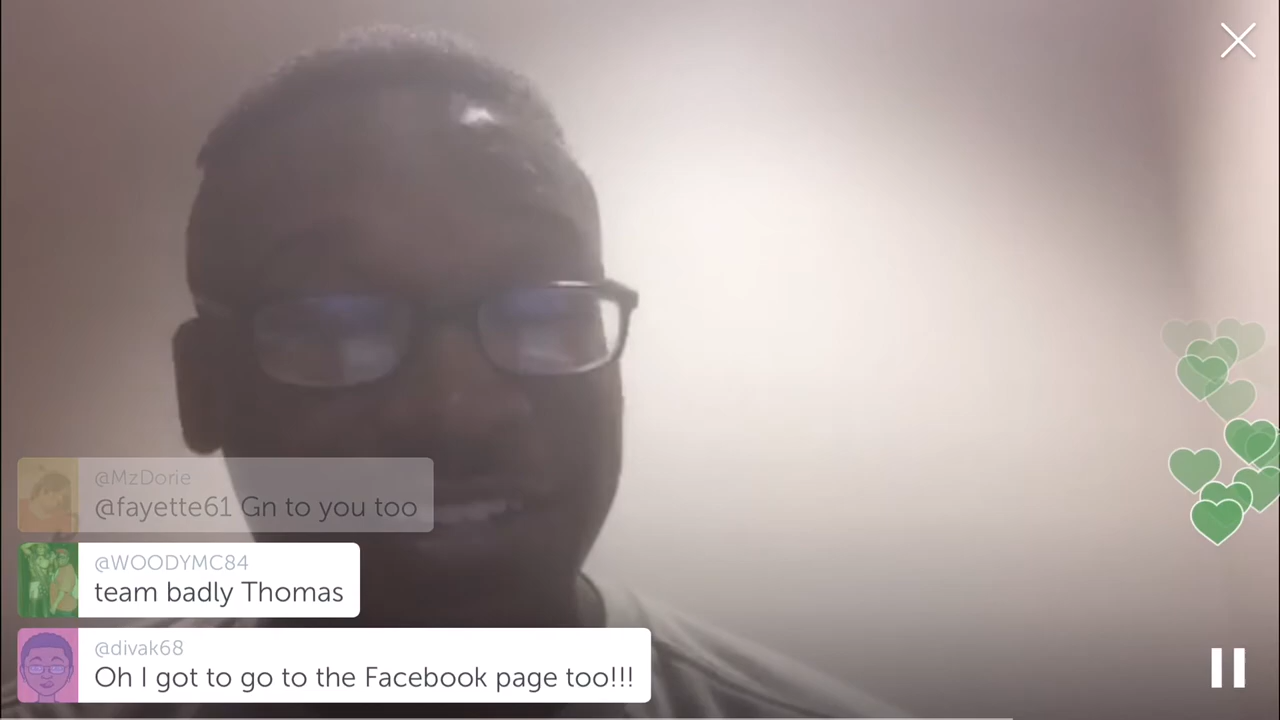 @MzDorie
@fayette61 Gn to you too
@WOODYMC84
team badly Thomas
@divak68
Oh I got to go to the Facebook page too!!!